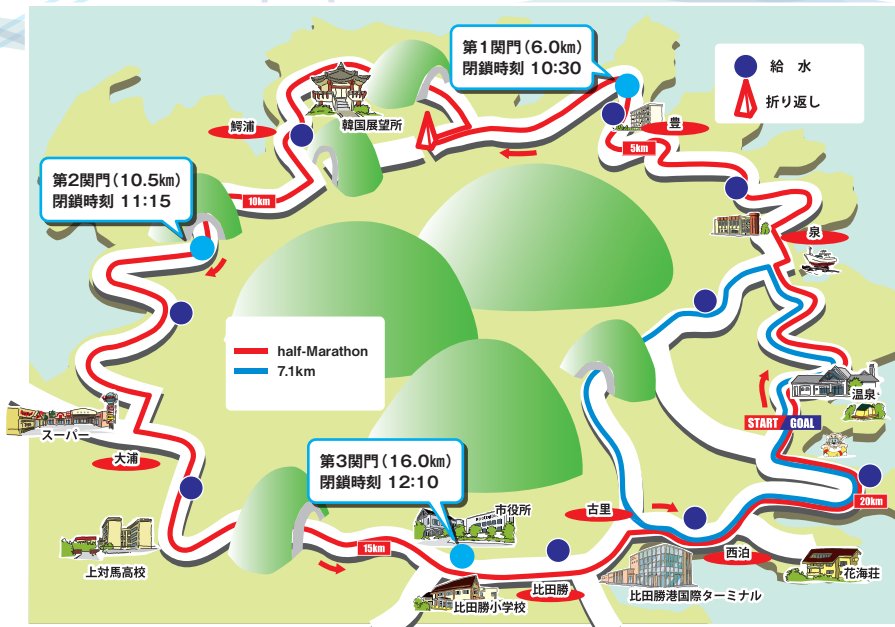 第1関門(6.0㎞)
閉鎖時刻 10:30
給 水
折り返し
韓国展望所
鰐浦
豊
5km
第2関門(10.5㎞)
閉鎖時刻 11:15
10km
泉
half-Marathon
7.1km
温泉
START GOAL
スーパー
大浦
第3関門(16.0㎞)
閉鎖時刻 12:10
市役所
古里
20km
15km
上対馬高校
西泊
花海荘
比田勝
比田勝小学校
比田勝港国際ターミナル